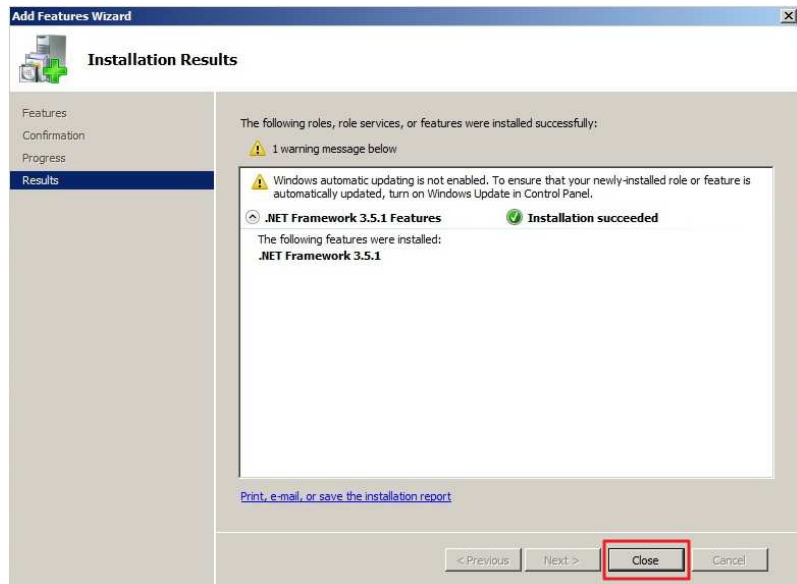 Add Features Wizard
Installation Results
Features
Confirmation
Progress
Results
The following roles, role services, or features were installed successfully:
1 warning message below
Windows automatic updating is not enabled. To ensure that your newly-installed role or feature is
automatically updated, turn on Windows Update in Control Panel.
.NET Framework 3.5.1 Features Installation succeeded
The following features were installed:
.NET Framework 3.5.1
Print, e-mail, or save the installation report
< Previous Next > Close Cancel